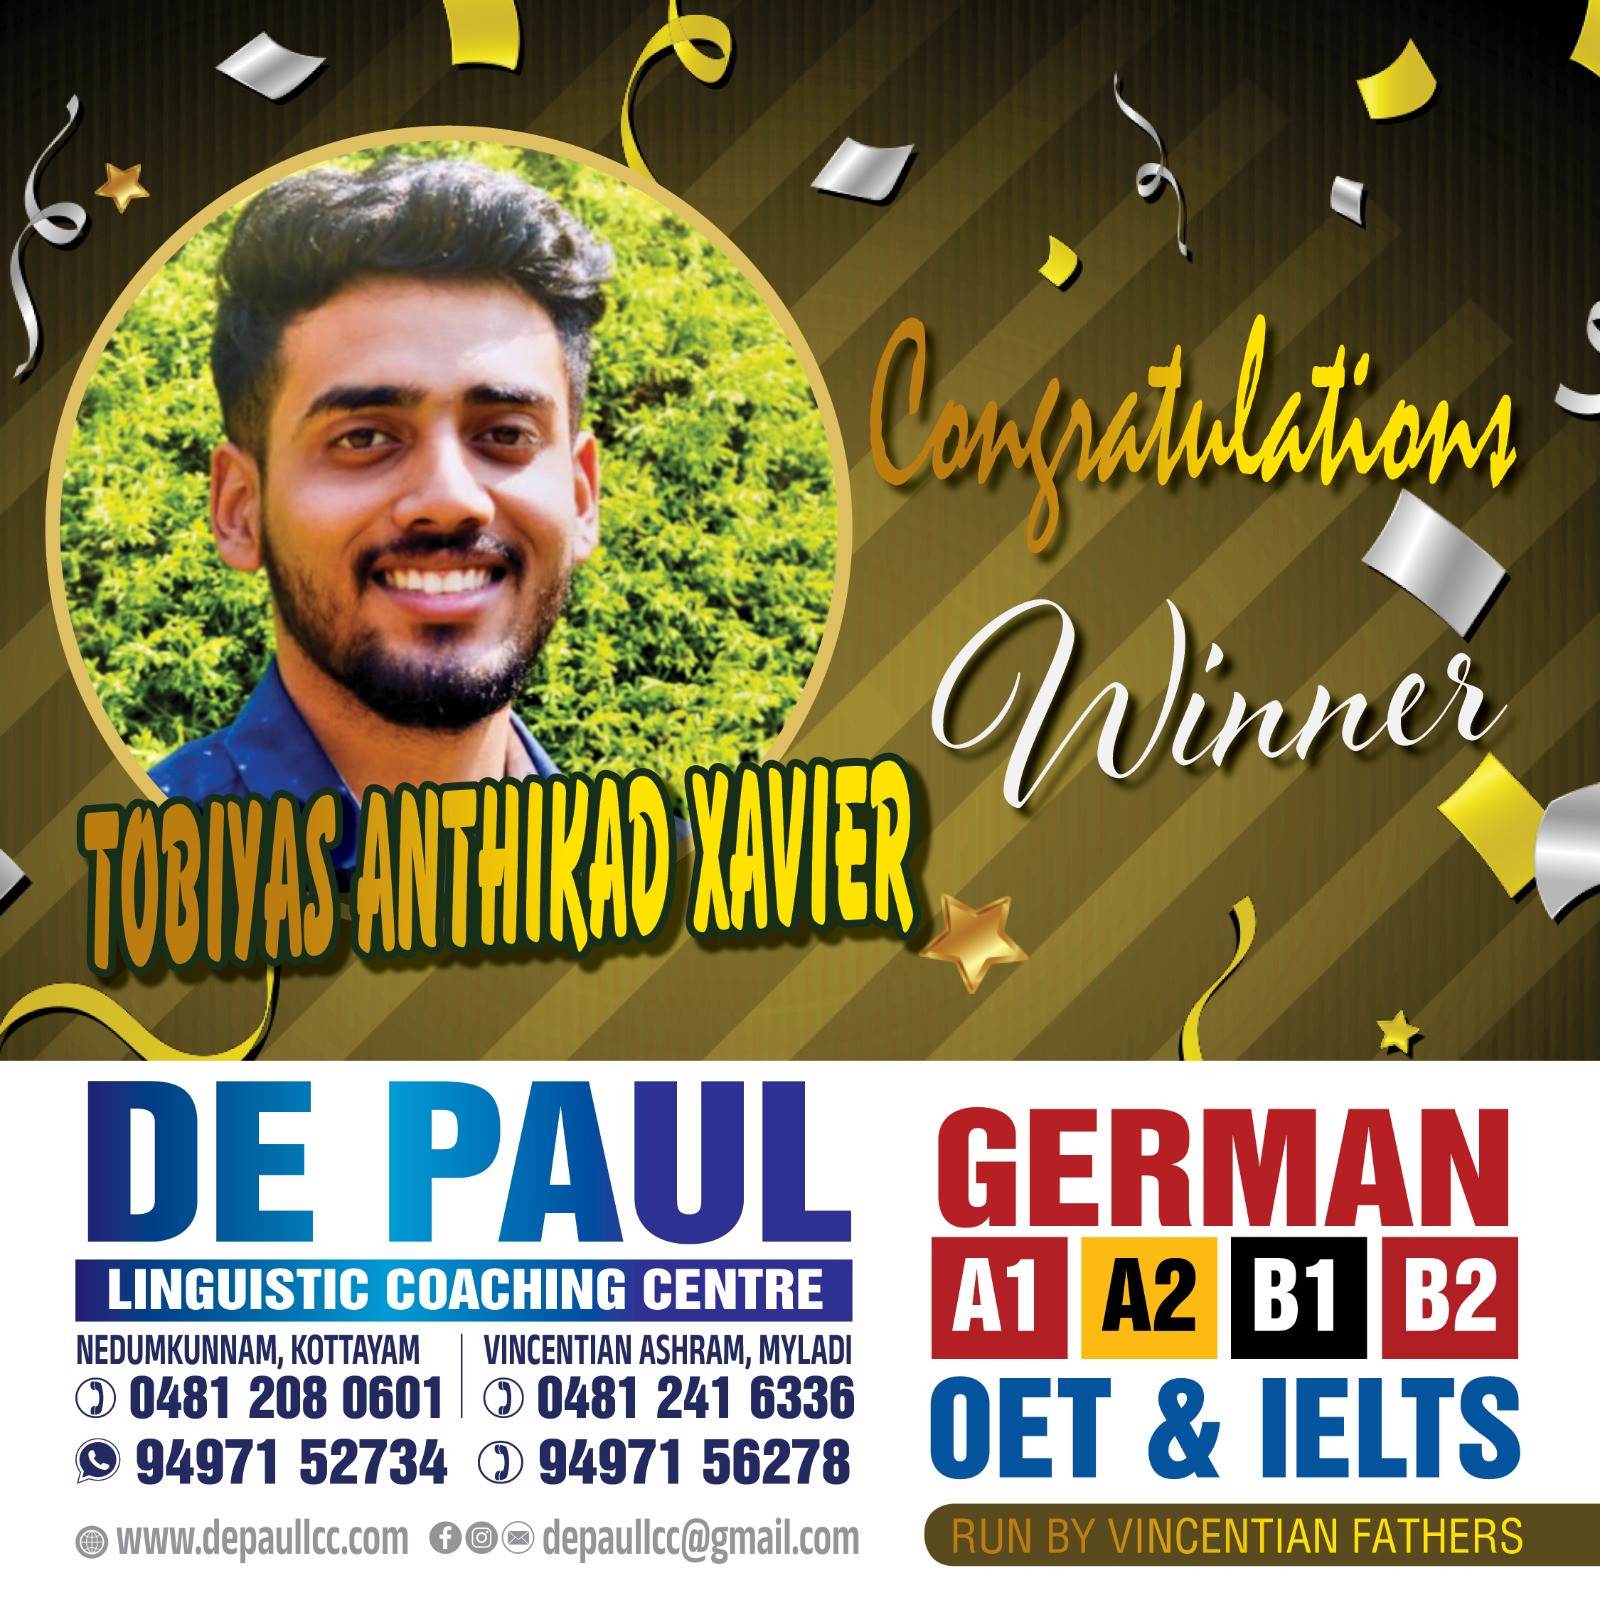 Congratulations
Winner
TOBIYAS ANTHIKAD XAVIER
DE PAUL
LINGUISTIC COACHING CENTRE
NEDUMKUNNAM, KOTTAYAM
0481 208 0601
94971 52734
VINCENTIAN ASHRAM, MYLADI
0481 241 6336
94971 56278
www.depaullcc.com
depaullcc@gmail.com
GERMAN
A1 A2 B1 B2
OET & IELTS
RUN BY VINCENTIAN FATHERS